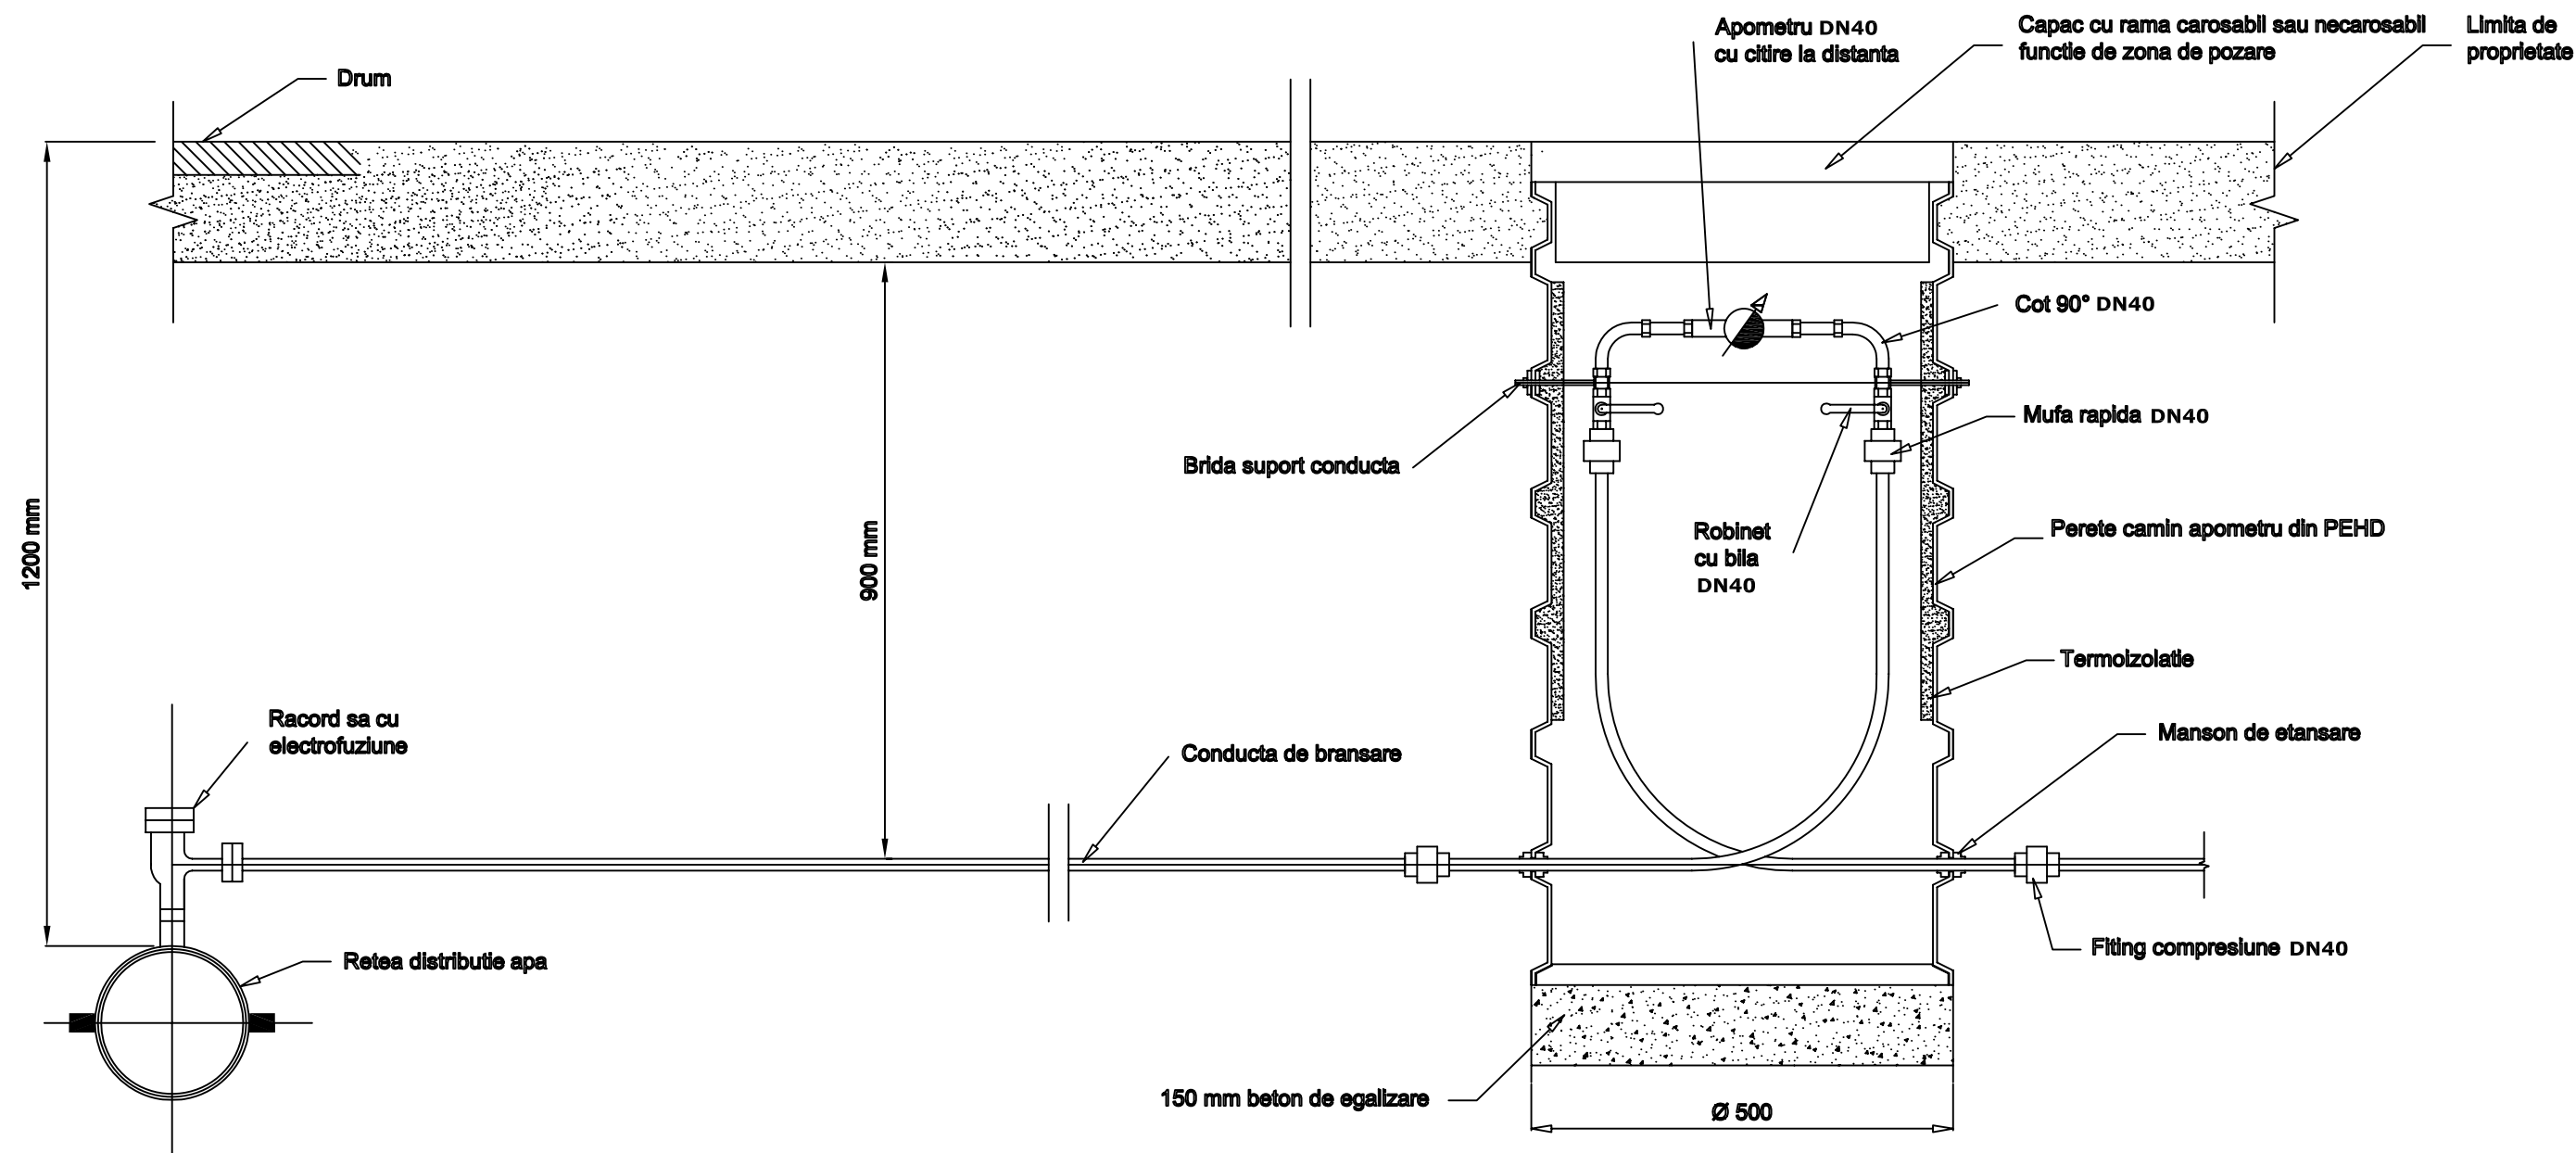 Apometru DN40
cu citire la distanta
Capac cu rama carosabil sau necarosabil
functie de zona de pozare
Limita de
proprietate
Drum
Cot 90° DN40
Mufa rapida DN40
Brida suport conducta
1200 mm
900 mm
Robinet
cu bila
DN40
Perete camin apometru din PEHD
Termoizolatie
Racord sa cu
electrofuziune
Conducta de bransare
Manson de etansare
Retea distributie apa
Fiting compresiune DN40
150 mm beton de egalizare
Ø 500